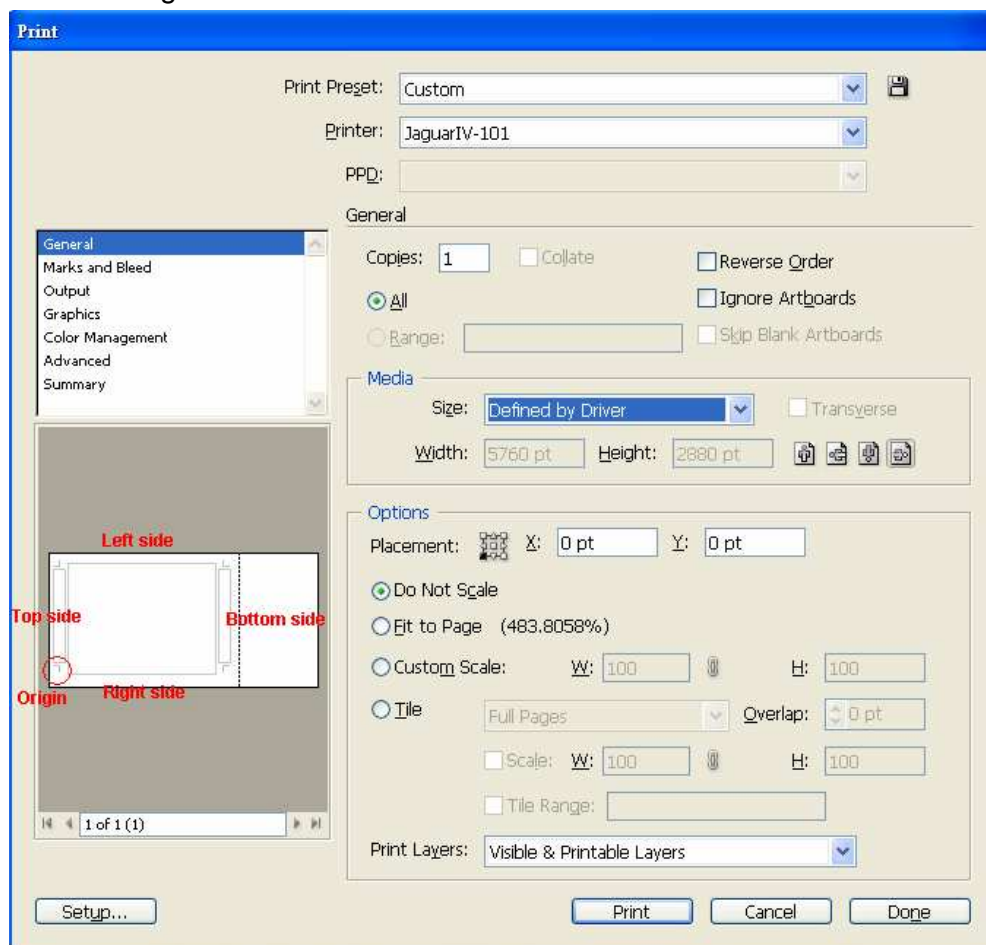 Print
Print Preset: Custom
Printer: JaguarIV-101
PPD:
General
Marks and Bleed
Output
Graphics
Color Management
Advanced
Summary
General
Copies: 1 Collate Reverse Order
All Ignore Artboards
Range: Skip Blank Artboards
Media
Size: Defined by Driver Transverse
Width: 5760 pt Height: 2880 pt
Left side
Top side
Bottom side
Origin
Right side
1 of 1 (1)
Options
Placement: X: 0 pt Y: 0 pt
Do Not Scale
Fit to Page (483.8058%)
Custom Scale: W: 100 H: 100
Tile Full Pages Overlap: 0 pt
Scale: W: 100 H: 100
Tile Range:
Print Layers: Visible & Printable Layers
Setup... Print Cancel Done